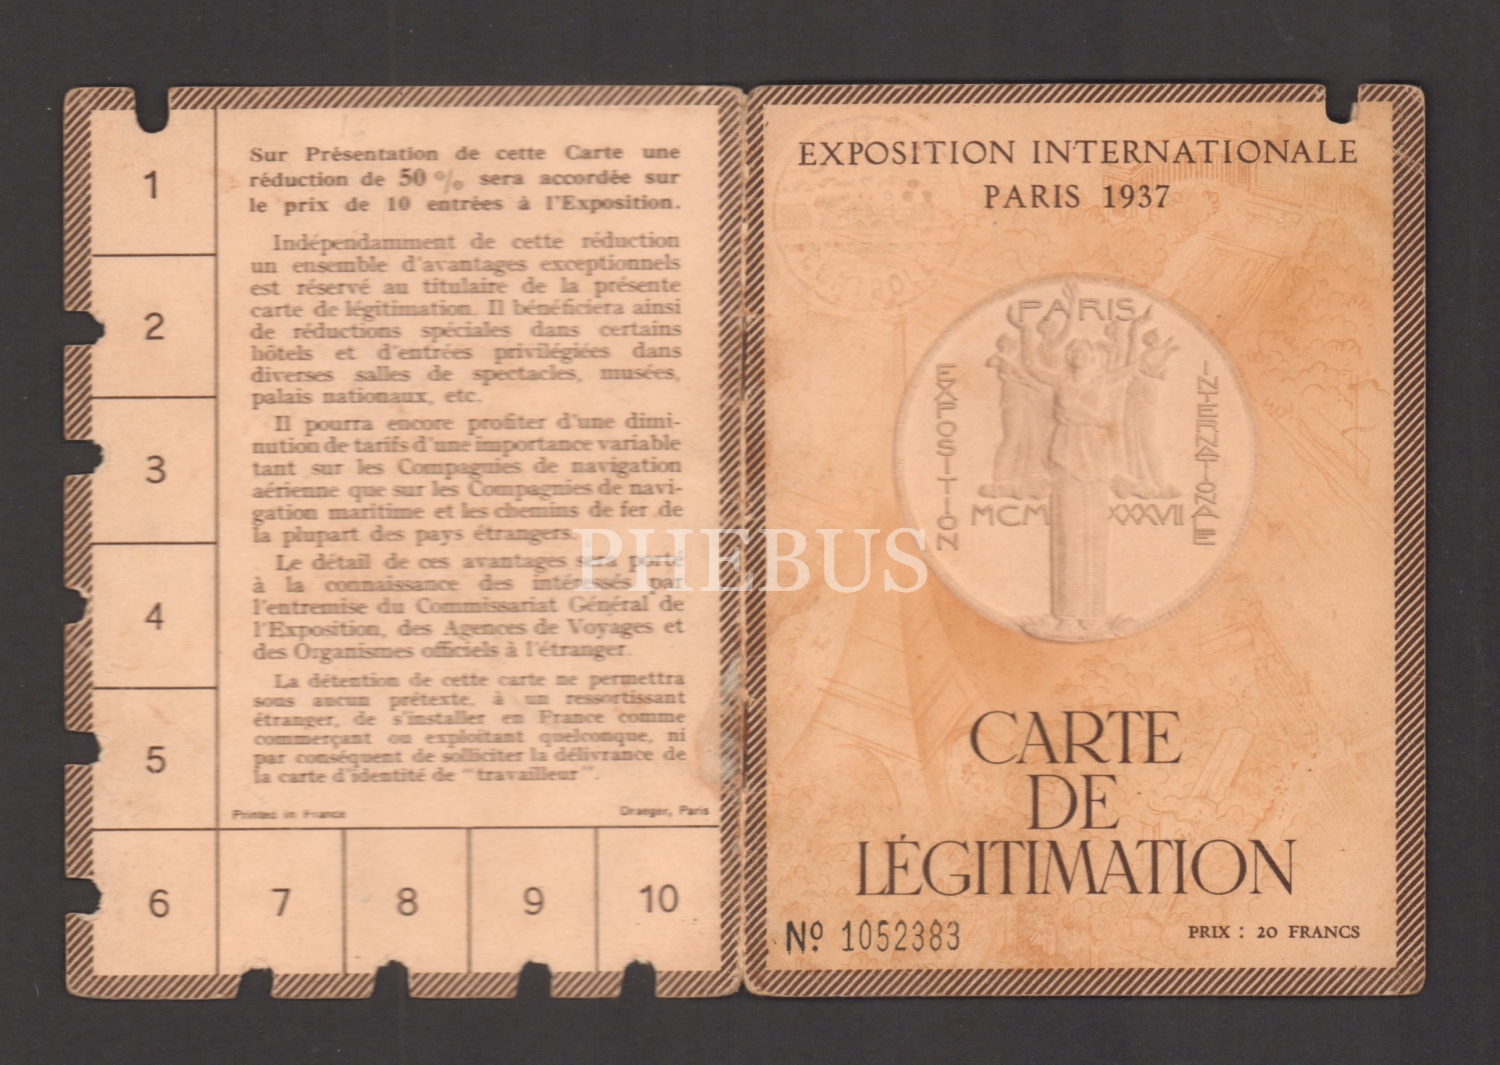 1
2
3
4
5
6
7
8
9
10
Sur Présentation de cette Carte une
réduction de 50 % sera accordée sur
le prix de 10 entrées à l'Exposition.
Indépendamment de cette réduction
un ensemble d'avantages exceptionnels
est réservé au titulaire de la présente
carte de légitimation. Il bénéficiera ainsi
de réductions spéciales dans certains
hôtels et d'entrées privilégiées dans
diverses salles de spectacles, musées,
palais nationaux, etc.
Il pourra encore profiter d'une dimi-
nution de tarifs d'une importance variable
tant sur les Compagnies de navigation
aérienne que sur les Compagnies de navi-
gation maritime et les chemins de fer de
la plupart des pays étrangers.
Le détail de ces avantages sera porté
à la connaissance des intéressés par
l'entremise du Commissariat Général de
l'Exposition, des Agences de Voyages et
des Organismes officiels à l'étranger.
La détention de cette carte ne permettra
sous aucun prétexte, à un ressortissant
étranger, de s'installer en France comme
commerçant ou exploitant quelconque, ni
par conséquent de solliciter la délivrance de
la carte d'identité de "travailleur".
Printed in France
Draeger, Paris
EXPOSITION INTERNATIONALE
PARIS 1937
PARIS
EXPOSITION
INTERNATIONALE
MCM XXXVII
CARTE
DE
LÉGITIMATION
Nº 1052383
PRIX : 20 FRANCS
PHEBUS